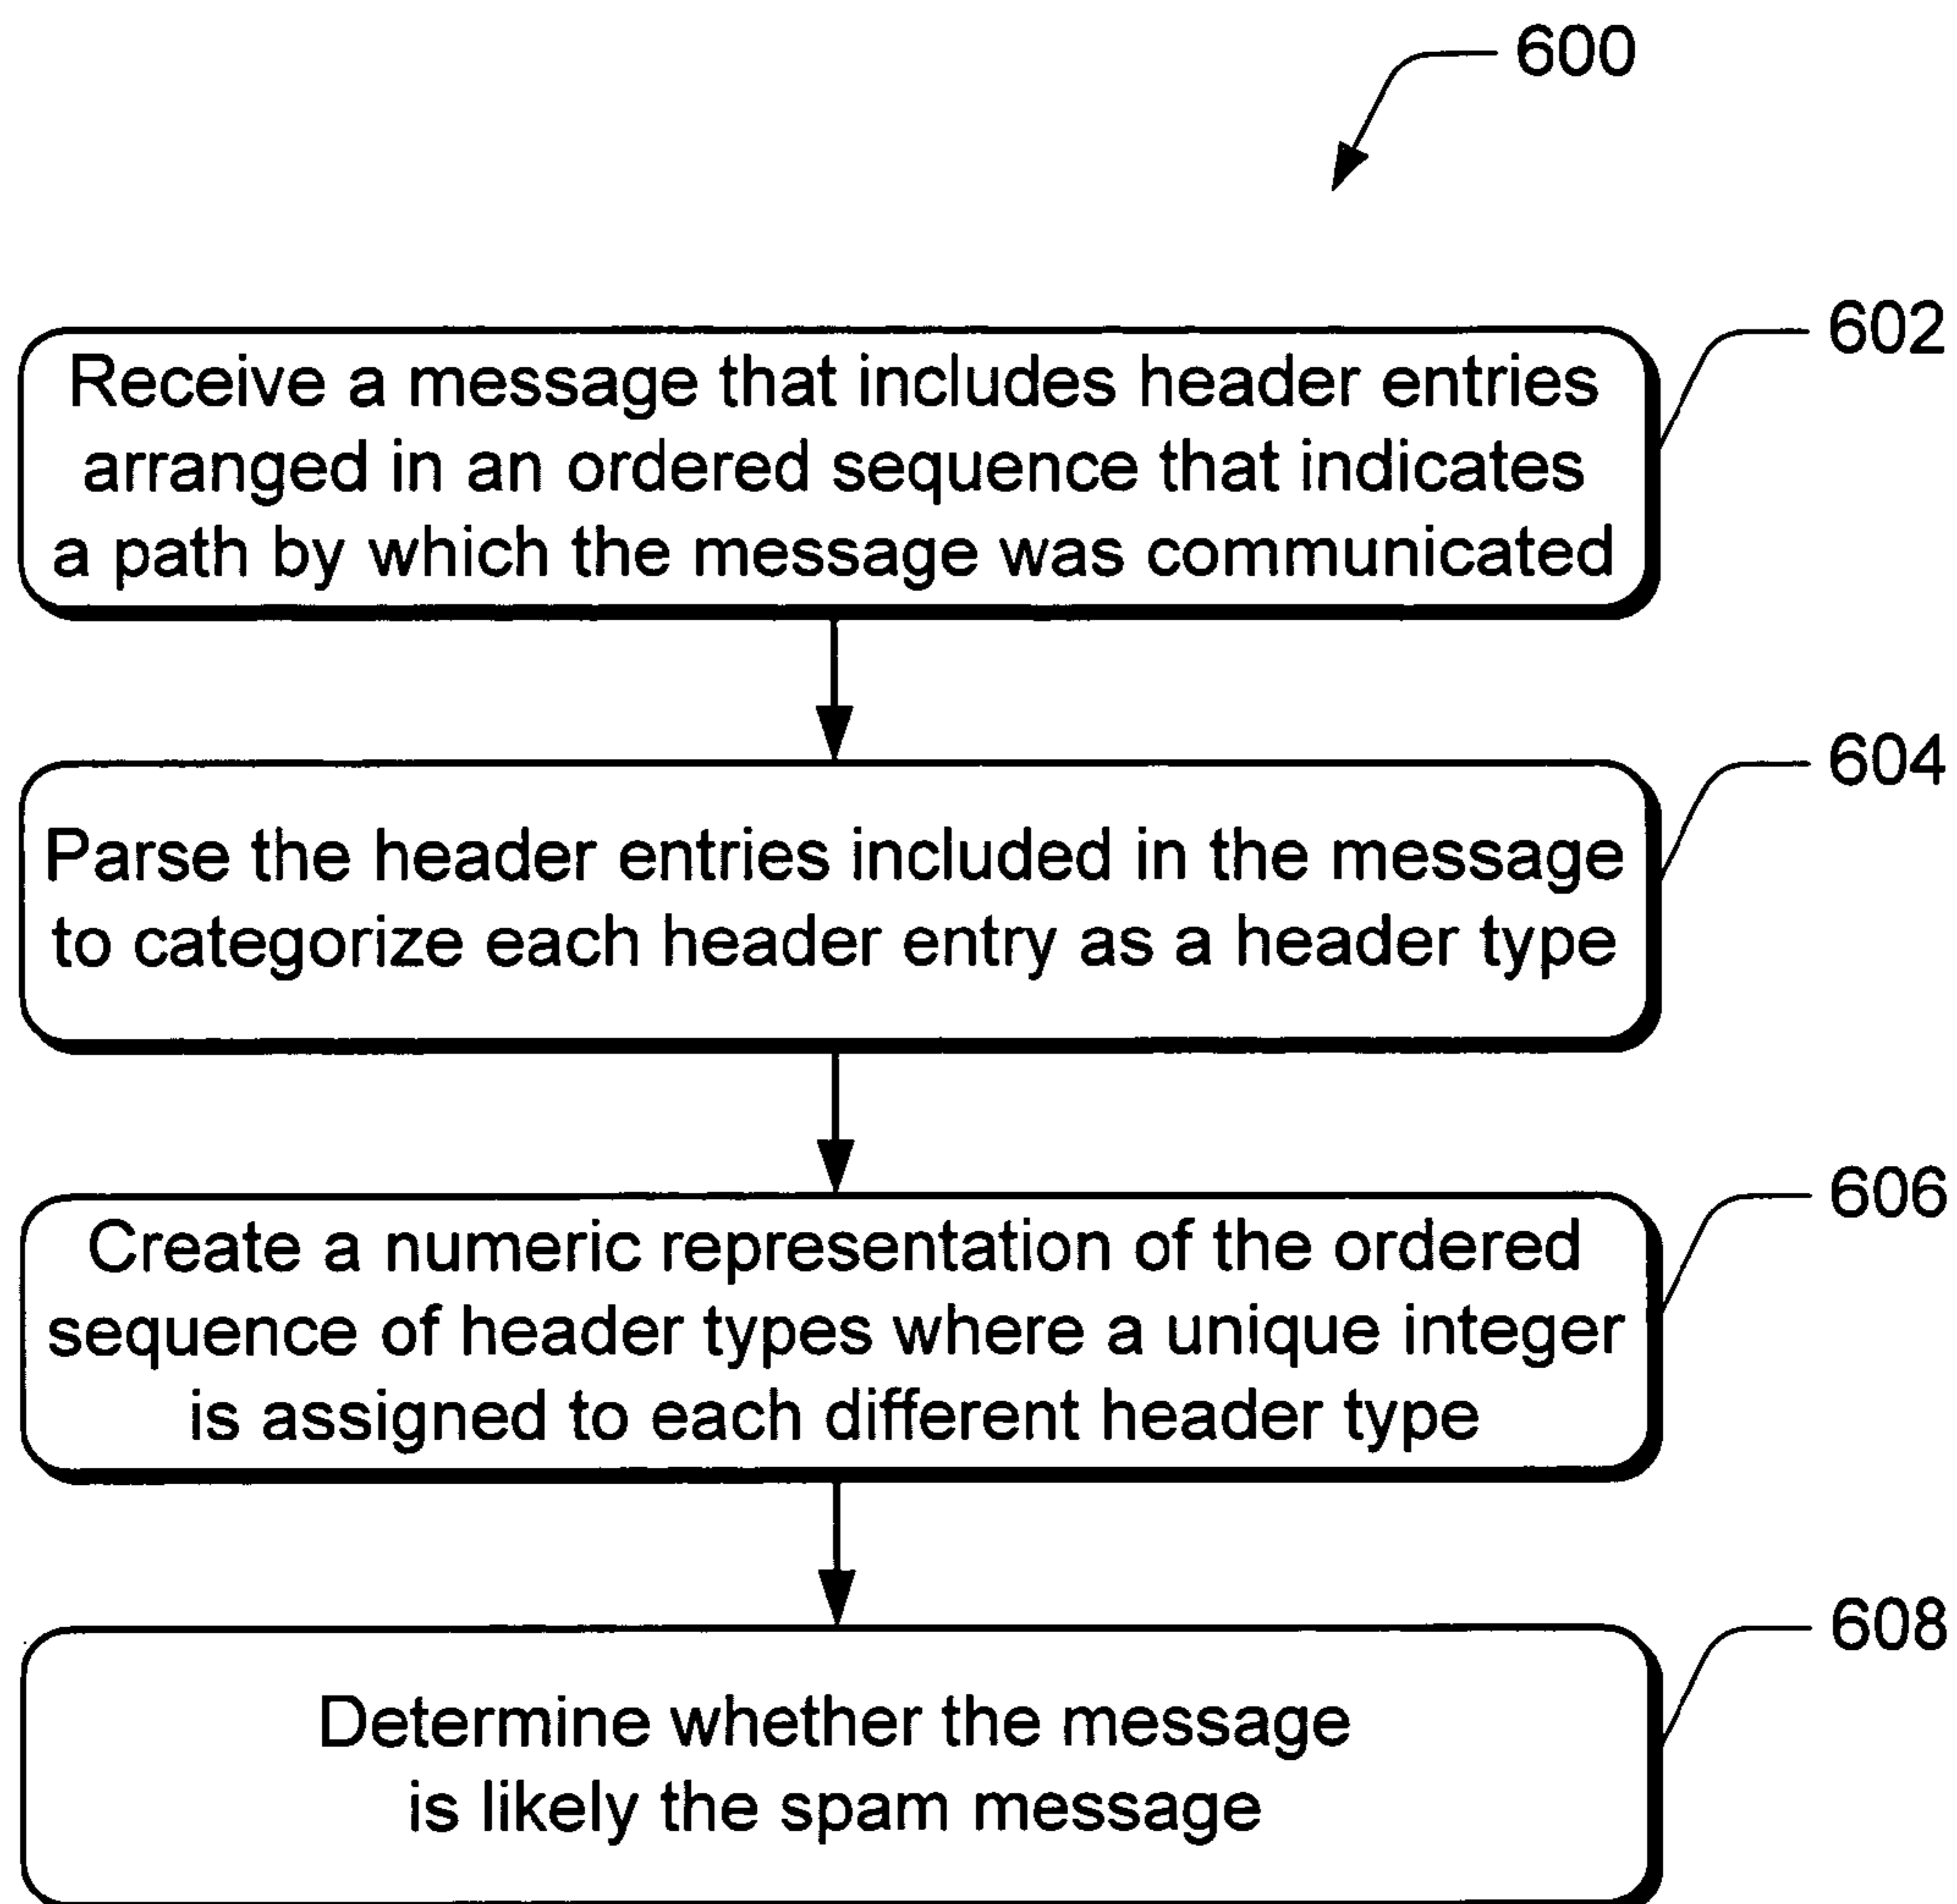 600
602
Receive a message that includes header entries
arranged in an ordered sequence that indicates
a path by which the message was communicated
604
Parse the header entries included in the message
to categorize each header entry as a header type
606
Create a numeric representation of the ordered
sequence of header types where a unique integer
is assigned to each different header type
608
Determine whether the message
is likely the spam message